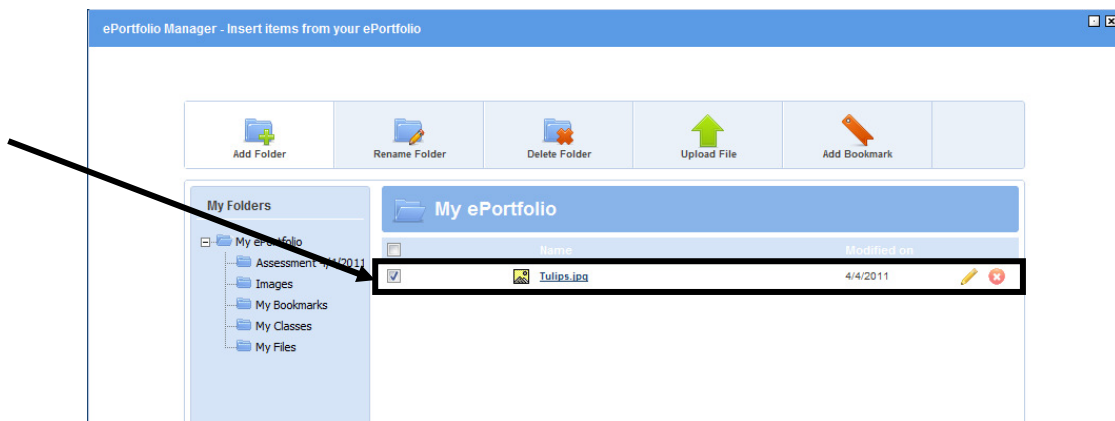 ePortfolio Manager - Insert items from your ePortfolio
Add Folder Rename Folder Delete Folder Upload File Add Bookmark
My Folders
My ePortfolio
Assessment 4/4/2011
Images
My Bookmarks
My Classes
My Files
My ePortfolio
Name Modified on
Tulips.jpg 4/4/2011